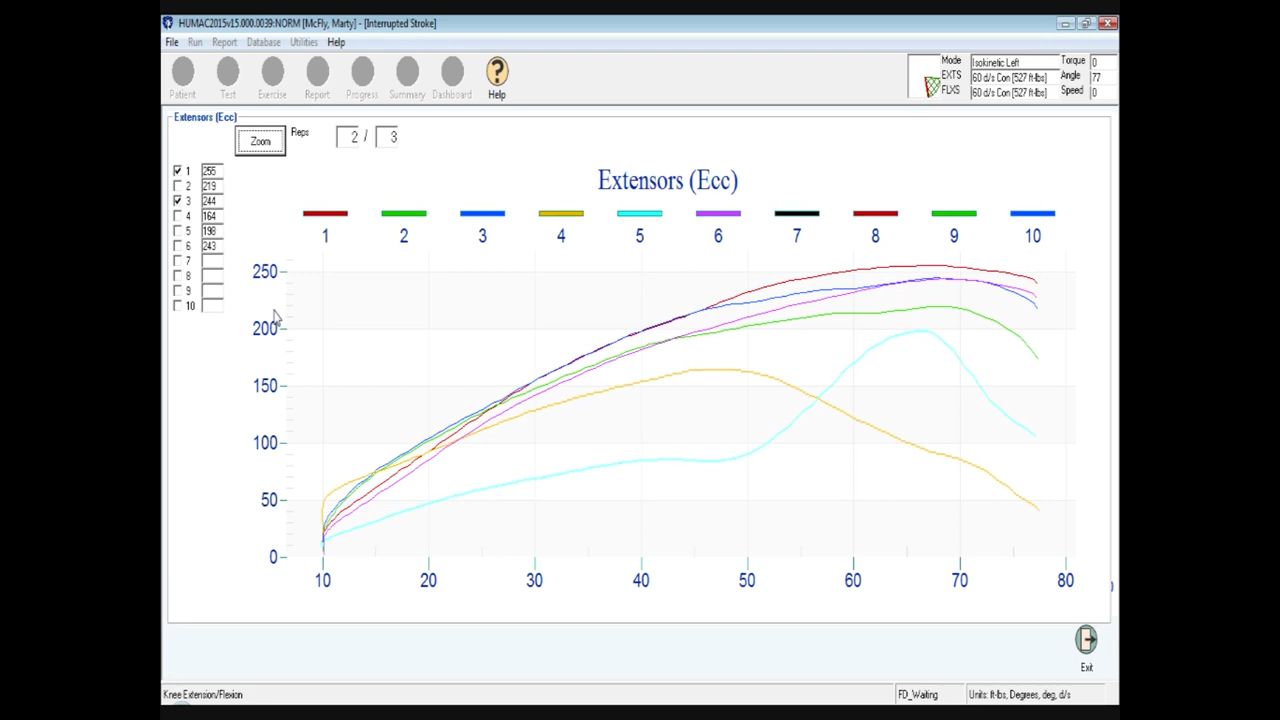 HUMAC2015v15.000.0039:NORM [McFly, Marty] - [Interrupted Stroke]
File Run Report Database Utilities Help
Patient Test Exercise Report Progress Summary Dashboard Help
Mode Isokinetic Left Torque 0
EXTS 60 d/s Con [527 ft-lbs] Angle 77
FLXS 60 d/s Con [527 ft-lbs] Speed 0
Extensors (Ecc)
Zoom Reps 2 / 3
1 255
2 219
3 244
4 164
5 198
6 243
7
8
9
10
Extensors (Ecc)
1 2 3 4 5 6 7 8 9 10
250
200
150
100
50
0
10 20 30 40 50 60 70 80
Exit
Knee Extension/Flexion FD_Waiting Units: ft-lbs, Degrees, deg, d/s